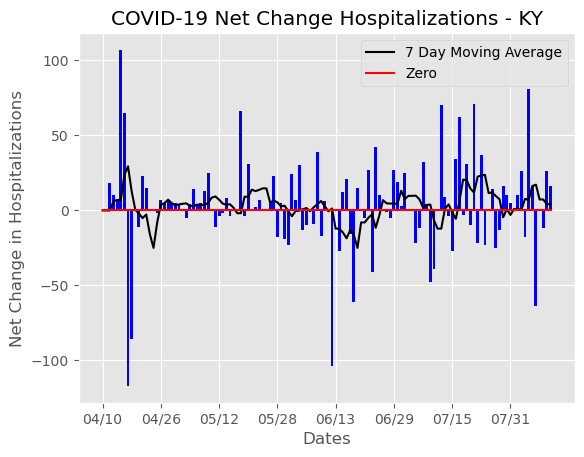 COVID-19 Net Change Hospitalizations - KY
7 Day Moving Average
Zero
Net Change in Hospitalizations
100
50
0
−50
−100
04/10 04/26 05/12 05/28 06/13 06/29 07/15 07/31
Dates